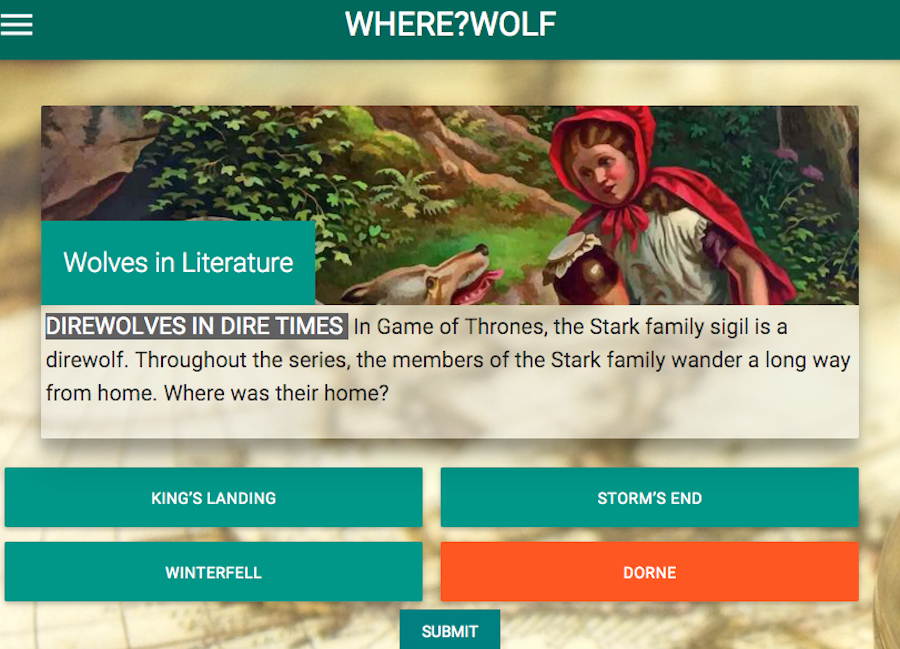 WHERE?WOLF
Wolves in Literature
DIREWOLVES IN DIRE TIMES In Game of Thrones, the Stark family sigil is a
direwolf. Throughout the series, the members of the Stark family wander a long way
from home. Where was their home?
KING'S LANDING
STORM'S END
WINTERFELL
DORNE
SUBMIT